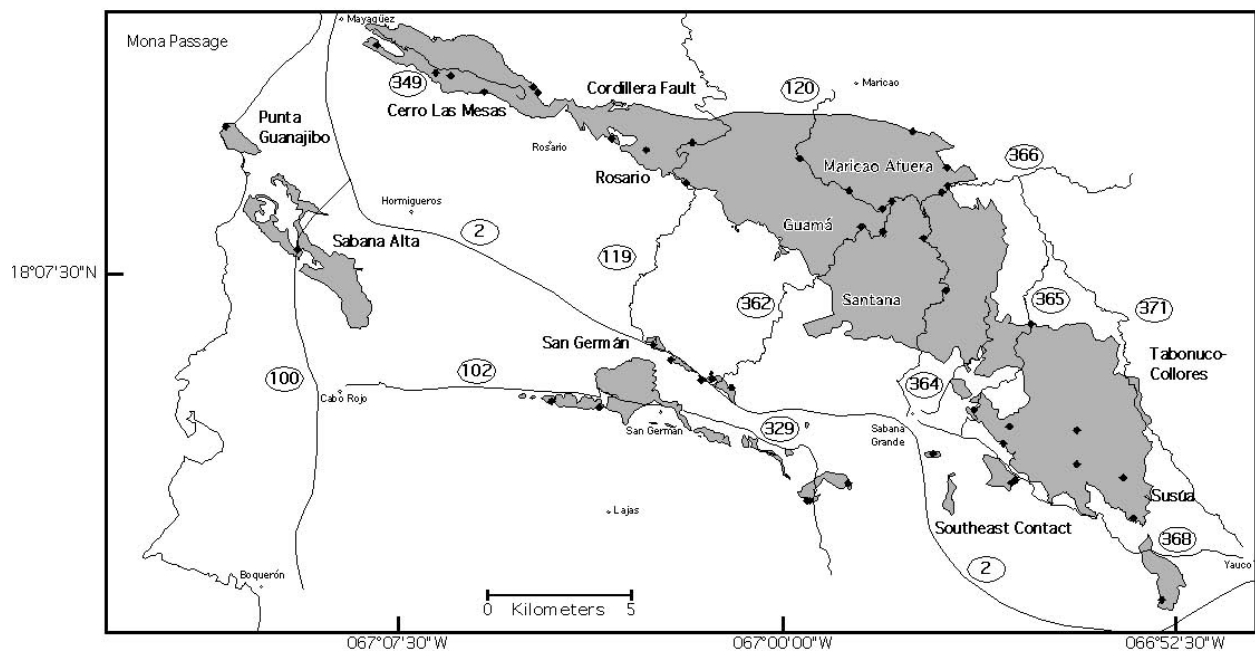 Mayagüez
Mona Passage
349
Cordillera Fault
120
Maricao
Cerro Las Mesas
Punta
Guanajibo
Rosario
Maricao Afuera
366
Rosario
Hormigueros
2
Guamá
Sabana Alta
119
18°07'30"N
362
Santana
365
371
San Germán
Tabonuco-
Collores
100
102
364
Cabo Rojo
San Germán
329
Sabana
Grande
Susúa
Lajas
Southeast Contact
368
Boquerón
2
Yauco
0 Kilometers 5
067°07'30"W
067°00'00"W
066°52'30"W